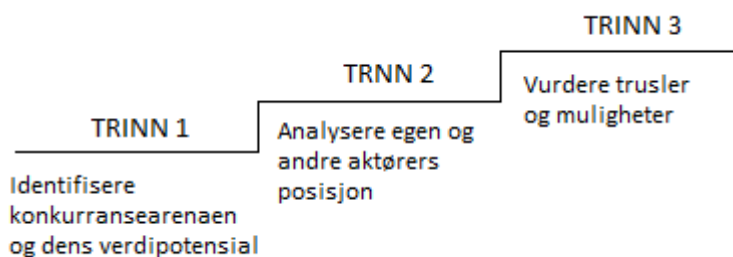 TRINN 1
Identifisere
konkurransearenaen
og dens verdipotensial
TRNN 2
Analysere egen og
andre aktørers
posisjon
TRINN 3
Vurdere trusler
og muligheter